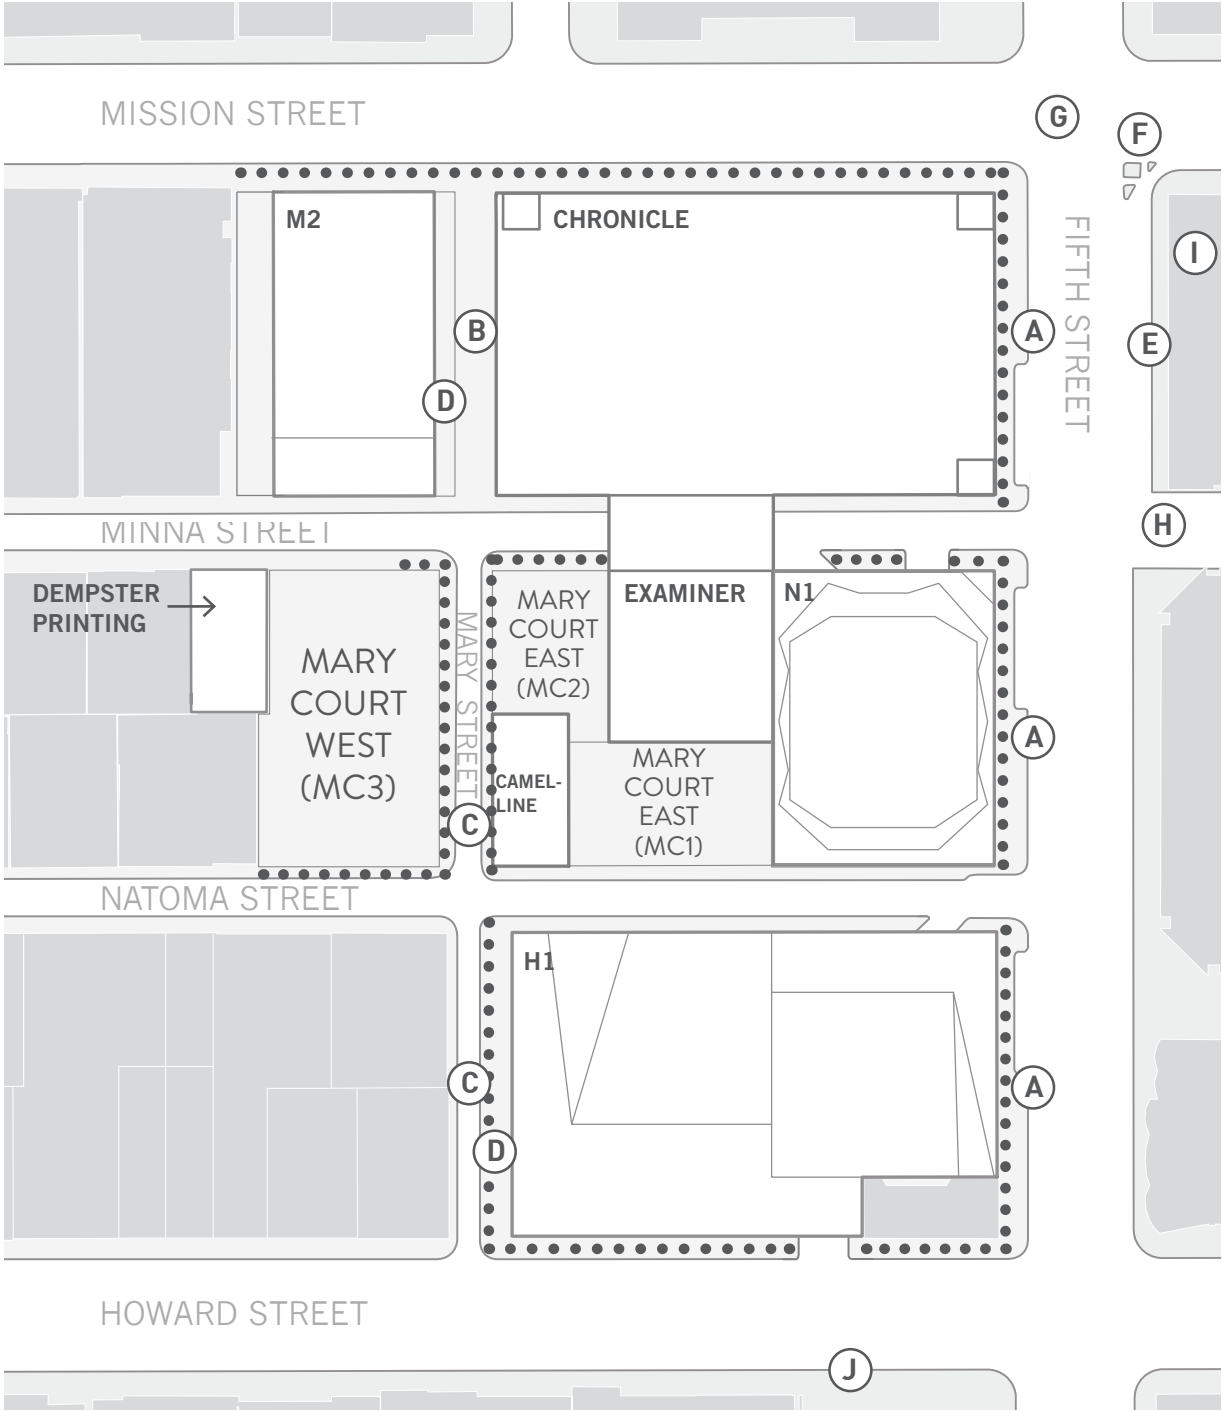 MISSION STREET
G
F
M2
CHRONICLE
FIFTH STREET
I
B
A
E
D
MINNA STREET
H
DEMPSTER
PRINTING
MARY
COURT
WEST
(MC3)
MARY STREET
MARY
COURT
EAST
(MC2)
EXAMINER
N1
A
MARY
COURT
EAST
(MC1)
CAMEL-
LINE
C
NATOMA STREET
H1
C
A
D
HOWARD STREET
J